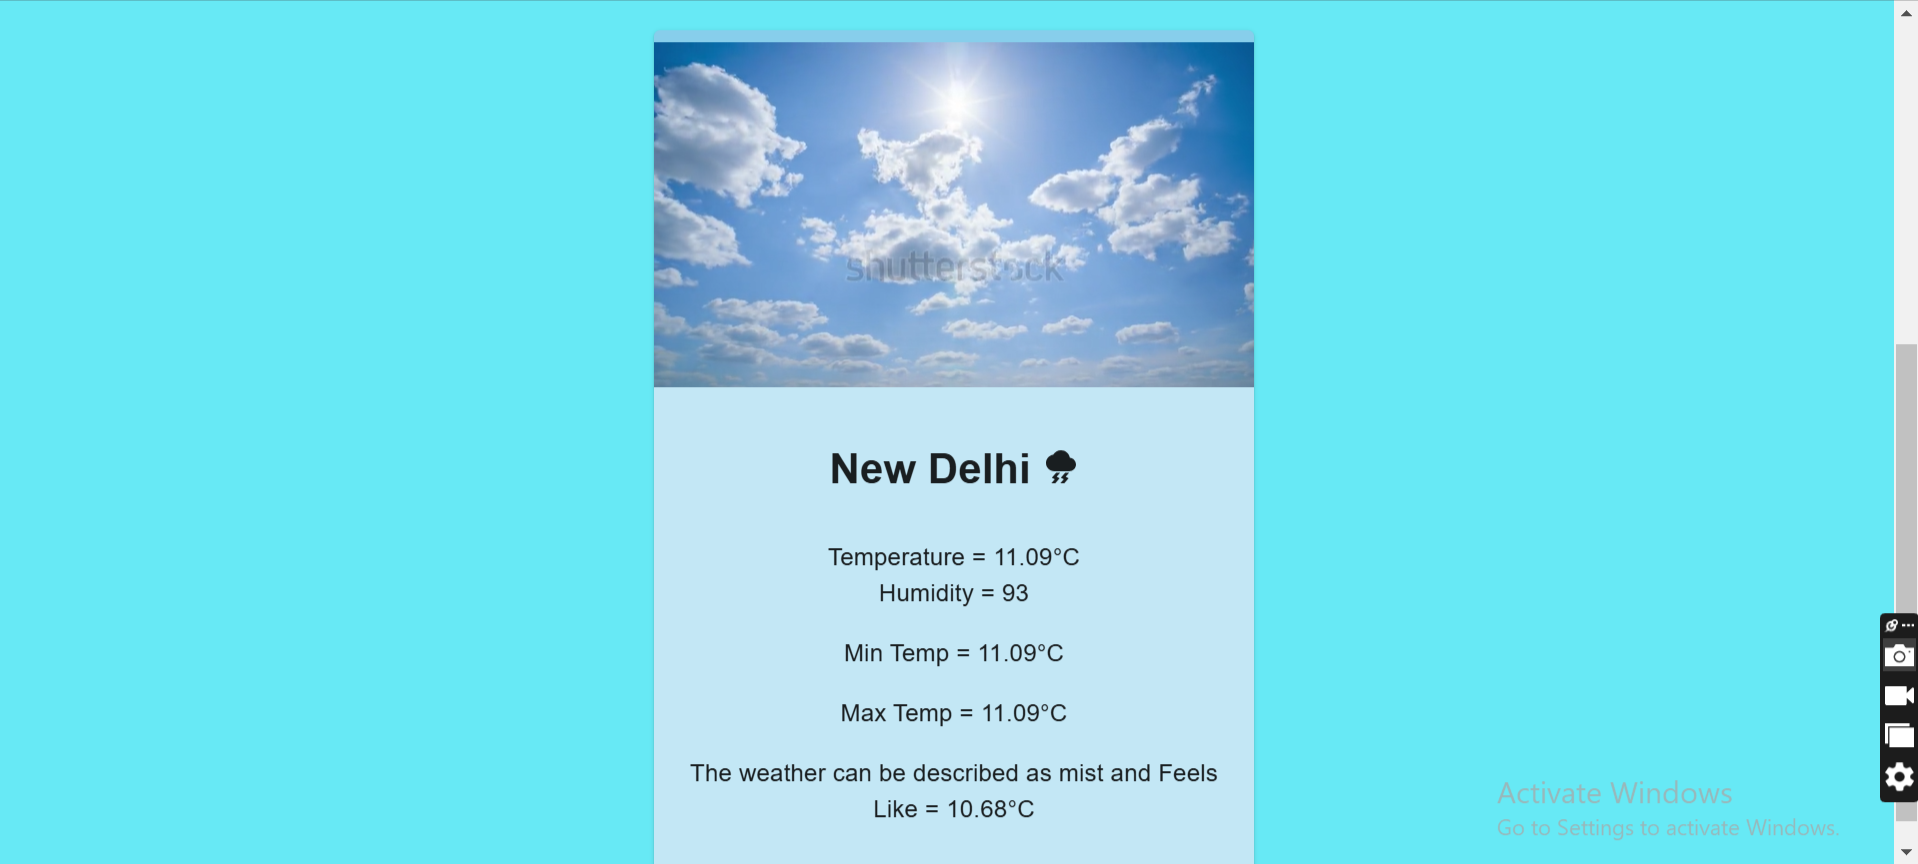 shutterstock
New Delhi
Temperature = 11.09°C
Humidity = 93
Min Temp = 11.09°C
Max Temp = 11.09°C
The weather can be described as mist and Feels
Like = 10.68°C
Activate Windows
Go to Settings to activate Windows.